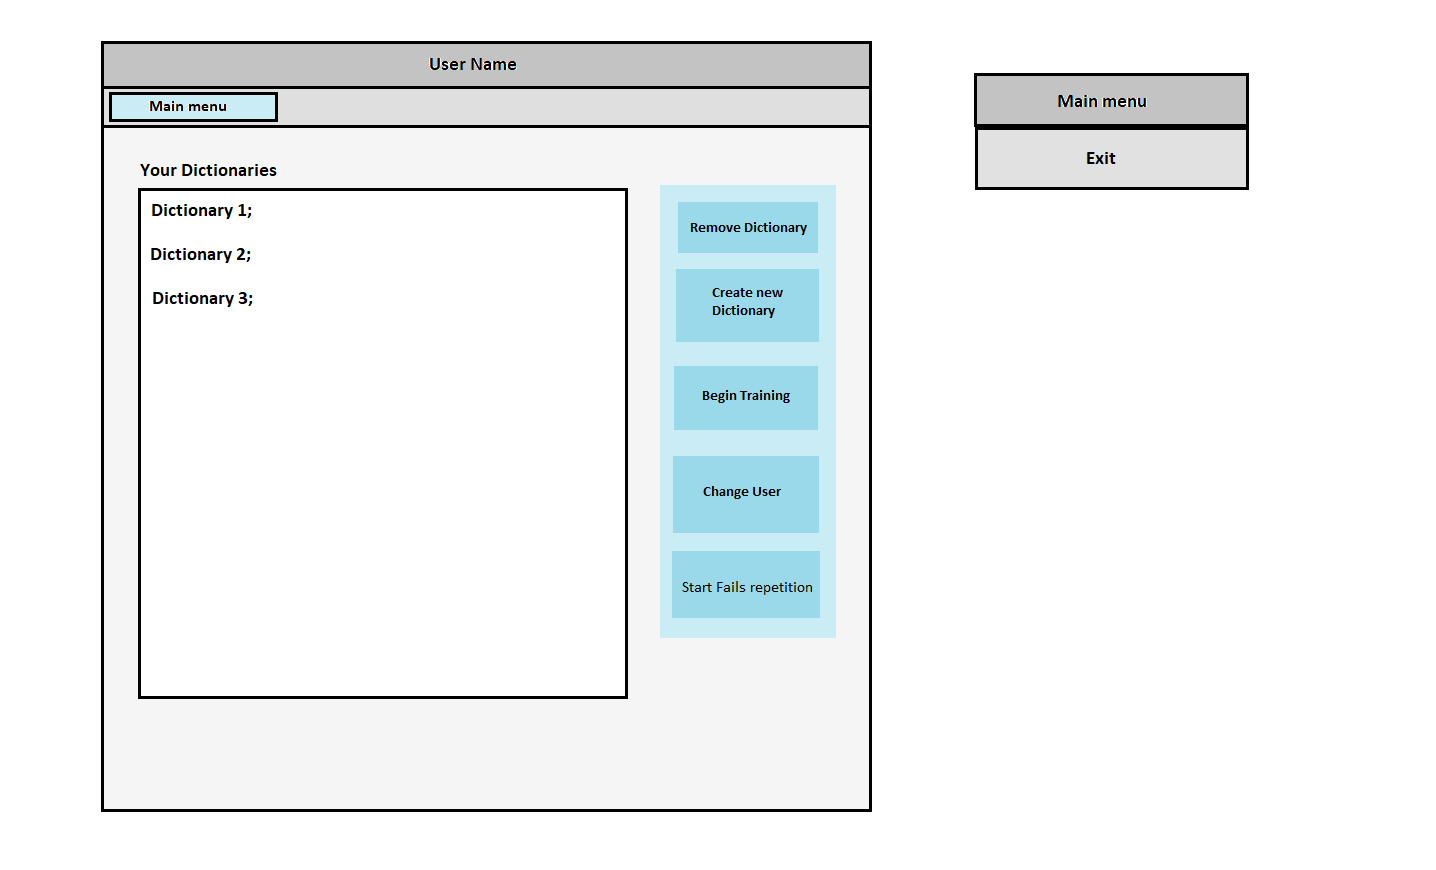 User Name
Main menu
Your Dictionaries
Dictionary 1;
Dictionary 2;
Dictionary 3;
Remove Dictionary
Create new
Dictionary
Begin Training
Change User
Start Fails repetition
Main menu
Exit